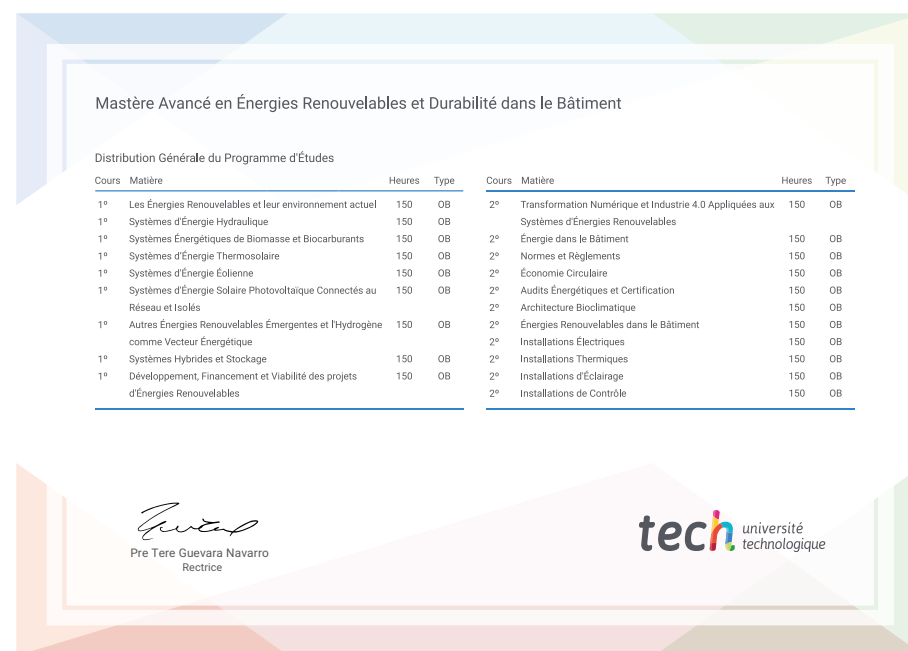 Mastère Avancé en Énergies Renouvelables et Durabilité dans le Bâtiment
Distribution Générale du Programme d'Études
Cours Matière Heures Type
1º Les Énergies Renouvelables et leur environnement actuel 150 OB
1º Systèmes d'Énergie Hydraulique 150 OB
1º Systèmes Énergétiques de Biomasse et Biocarburants 150 OB
1º Systèmes d'Énergie Thermosolaire 150 OB
1º Systèmes d'Énergie Éolienne 150 OB
1º Systèmes d'Énergie Solaire Photovoltaïque Connectés au 150 OB
Réseau et Isolés
1º Autres Énergies Renouvelables Émergentes et l'Hydrogène 150 OB
comme Vecteur Énergétique
1º Systèmes Hybrides et Stockage 150 OB
1º Développement, Financement et Viabilité des projets 150 OB
d'Énergies Renouvelables
Cours Matière Heures Type
2º Transformation Numérique et Industrie 4.0 Appliquées aux 150 OB
Systèmes d'Énergies Renouvelables
2º Énergie dans le Bâtiment 150 OB
2º Normes et Règlements 150 OB
2º Économie Circulaire 150 OB
2º Audits Énergétiques et Certification 150 OB
2º Architecture Bioclimatique 150 OB
2º Énergies Renouvelables dans le Bâtiment 150 OB
2º Installations Électriques 150 OB
2º Installations Thermiques 150 OB
2º Installations d'Éclairage 150 OB
2º Installations de Contrôle 150 OB
Pre Tere Guevara Navarro
Rectrice
tech université
technologique